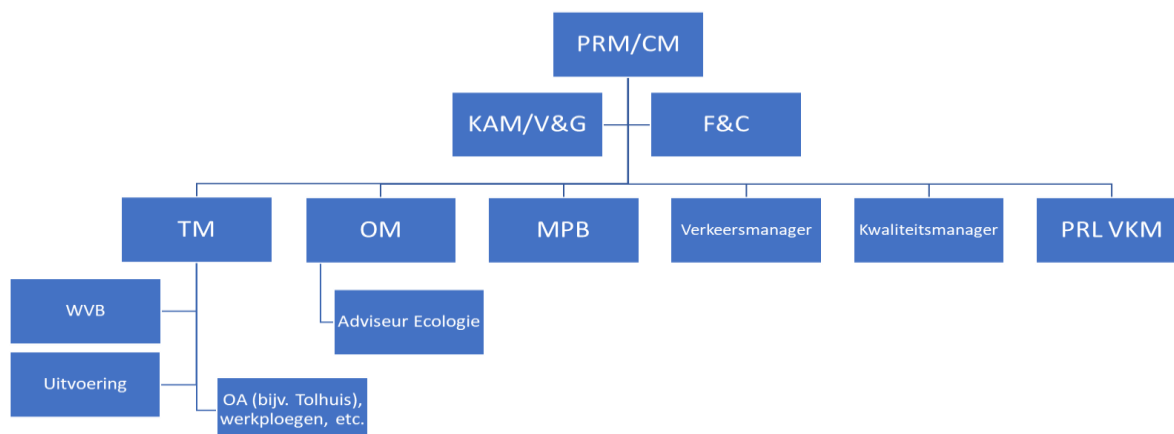 PRM/CM
KAM/V&G
F&C
TM
OM
MPB
Verkeersmanager
Kwaliteitsmanager
PRL VKM
WVB
Adviseur Ecologie
Uitvoering
OA (bijv. Tolhuis),
werkploegen, etc.